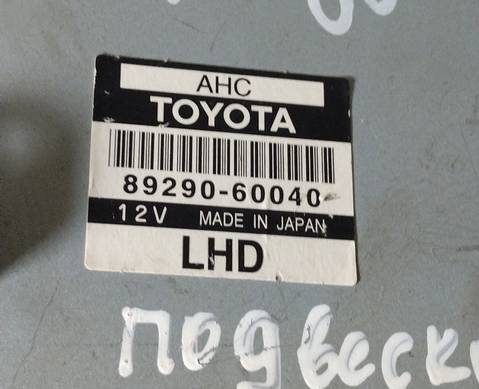 AHC
TOYOTA
89290-60040
12V MADE IN JAPAN
LHD
подвеск